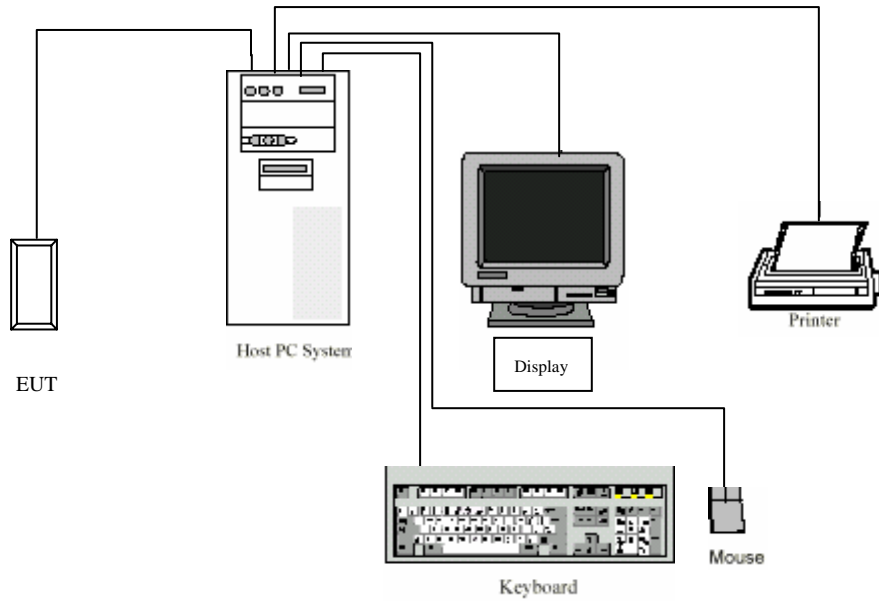 Printer
Host PC System
Display
EUT
Mouse
Keyboard